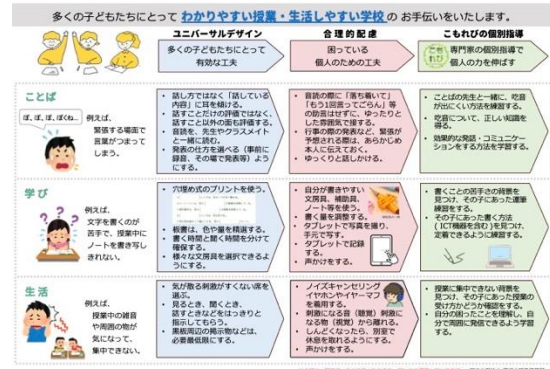 多くの子どもたちにとって わかりやすい授業・生活しやすい学校 の お手伝いをいたします。
ユニバーサルデザイン
多くの子どもたちにとって
有効な工夫
合理的配慮
困っている
個人のための工夫
こもれびの個別指導
こもれび
専門家の個別指導で
個人の力を伸ばす
ことば
ぼ、ぼ、ぼ、ぼくね…
例えば、
緊張する場面で
言葉がつまって
しまう。
・話し方ではなく「話している
内容」に耳を傾ける。
・話すことだけの評価ではなく、
話すこと以外の面も評価する。
・音読を、先生やクラスメイト
と一緒に読む。
・発表の仕方を選べる(事前に
録音、その場で発表等)よう
にする。
・音読の際に「落ち着いて」
「もう1回言ってごらん」等
の助言はせずに、ゆったりと
した雰囲気で接する。
・行事の際の発表など、緊張が
予想される際は、あらかじめ
本人に伝えておく。
・ゆっくりと話しかける。
・ことばの先生と一緒に、吃音
が出にくい方法を練習する。
・吃音について、正しい知識を
得る。
・効果的な発話・コミュニケー
ションをする方法を学習する。
学び
例えば、
文字を書くのが
苦手で、授業中に
ノートを書き写し
きれない。
・穴埋め式のプリントを使う。
・板書は、色や量を精選する。
・書く時間と聞く時間を分けて
確保する。
・様々な文房具を選択できるよ
うにする。
・自分が書きやすい
文房具、補助具、
ノート等を使う。
・書く量を調整する。
・タブレットで写真を撮り、
手元で写す。
・タブレットで記録
する。
・声かけをする。
・書くことの苦手さの背景を
見つけ、その子にあった運筆
練習をする。
・その子にあった書く方法
(ICT機器を含む)を見つけ、
定着できるように練習する。
生活
例えば、
授業中の雑音
や周囲の物が
気になって、
集中できない。
・気が散る刺激がすくない席を
選ぶ。
・見るとき、聞くとき、
話すときなどをはっきりと
指示してもらう。
・黒板周辺の掲示物などは、
必要最低限にする。
・ノイズキャンセリング
イヤホンやイヤーマフ
を着用する。
・刺激になる音(聴覚)刺激
になる物(視覚)から離れる。
・しんどくなったら、別室で
休息を取れるようにする。
・声かけをする。
・授業に集中できない背景を
見つけ、その子にあった授業の
受け方かどうか確認をする。
・自分の困ったことを理解し、自
分で周囲に発信できるよう学習
する。